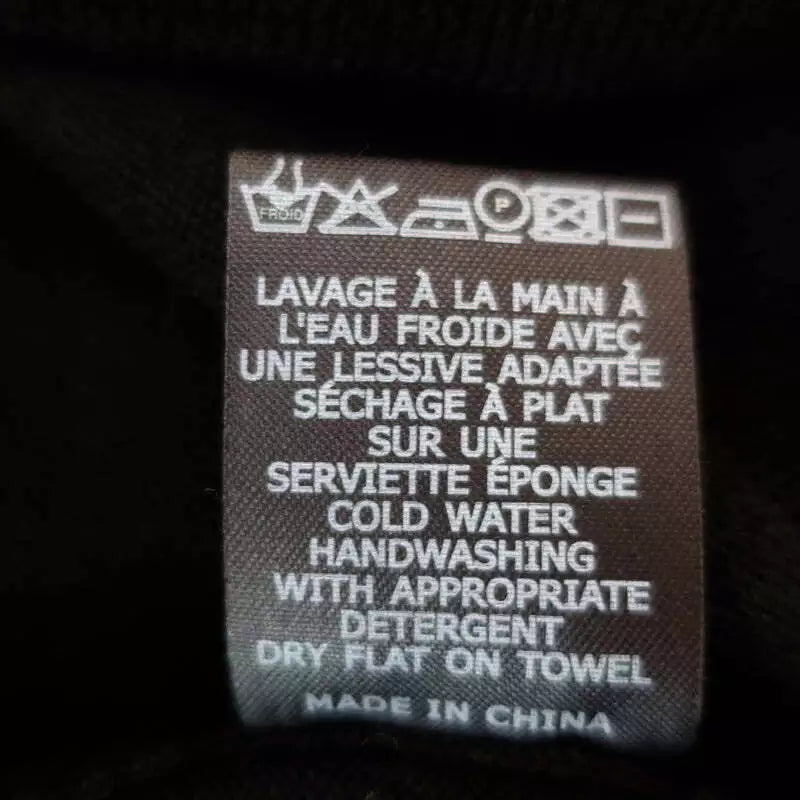 FROID P
LAVAGE À LA MAIN À
L'EAU FROIDE AVEC
UNE LESSIVE ADAPTÉE
SÉCHAGE À PLAT
SUR UNE
SERVIETTE ÉPONGE
COLD WATER
HANDWASHING
WITH APPROPRIATE
DETERGENT
DRY FLAT ON TOWEL
MADE IN CHINA